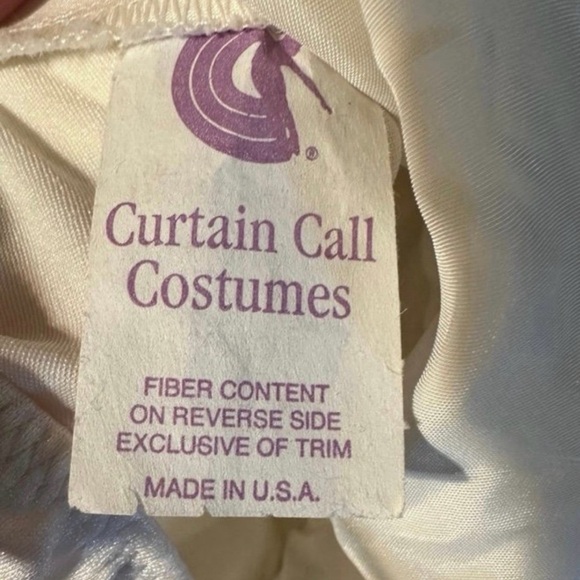 ®
Curtain Call
Costumes
FIBER CONTENT
ON REVERSE SIDE
EXCLUSIVE OF TRIM
MADE IN U.S.A.